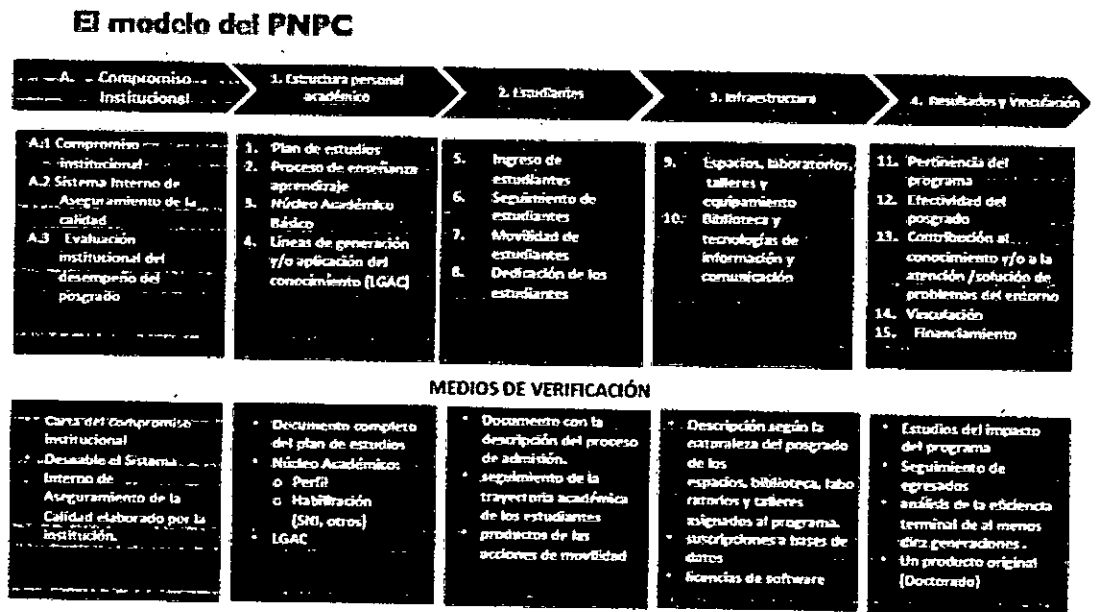 El modelo del PNPC
A. Compromiso
Institucional
1. Estructura personal
académico
2. Estudiantes
3. Infraestructura
4. Resultados y Vinculación
A.1 Compromiso
institucional
A.2 Sistema Interno de
Aseguramiento de la
calidad
A.3 Evaluación
institucional del
desempeño del
posgrado
1. Plan de estudios
2. Proceso de enseñanza
aprendizaje
3. Núcleo Académico
Básico
4. Líneas de generación
y/o aplicación del
conocimiento (LGAC)
5. Ingreso de
estudiantes
6. Seguimiento de
estudiantes
7. Movilidad de
estudiantes
8. Dedicación de los
estudiantes
9. Espacios, laboratorios,
talleres y
equipamiento
10. Biblioteca y
tecnologías de
información y
comunicación
11. Pertinencia del
programa
12. Efectividad del
posgrado
13. Contribución al
conocimiento y/o a la
atención /solución de
problemas del entorno
14. Vinculación
15. Financiamiento
MEDIOS DE VERIFICACIÓN
• Carta del compromiso
institucional
• Deseable el Sistema
Interno de
Aseguramiento de la
Calidad elaborado por la
institución.
• Documento completo
del plan de estudios
• Núcleo Académico:
o Perfil
o Habilitación
(SNI, otros)
• LGAC
• Documento con la
descripción del proceso
de admisión.
• seguimiento de la
trayectoria académica
de los estudiantes
• productos de las
acciones de movilidad
• Descripción según la
naturaleza del posgrado
de los
espacios, biblioteca, labo
ratorios y talleres
asignados al programa.
• suscripciones a bases de
datos
• licencias de software
• Estudios del impacto
del programa
• Seguimiento de
egresados
• análisis de la eficiencia
terminal de al menos
diez generaciones .
• Un producto original
(Doctorado)